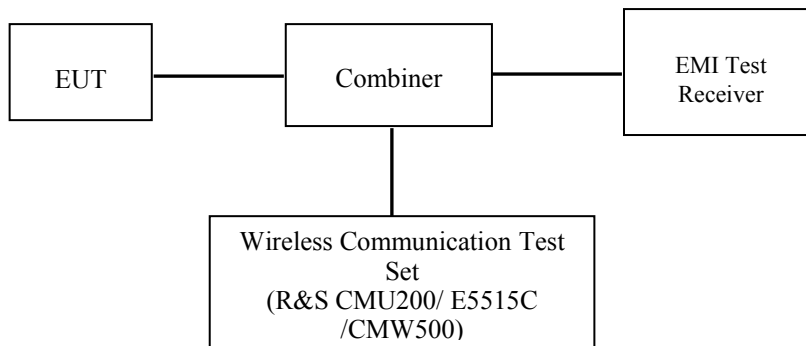 EUT
Combiner
EMI Test
Receiver
Wireless Communication Test
Set
(R&S CMU200/ E5515C
/CMW500)